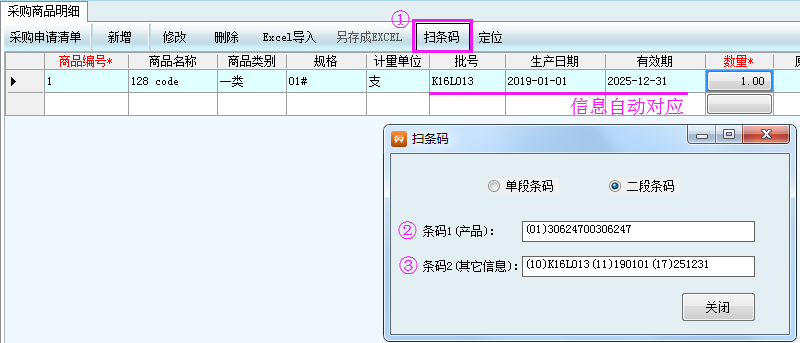 采购商品明细
①
采购申请清单 新增 修改 删除 Excel导入 另存成EXCEL 扫条码 定位
商品编号* 商品名称 商品类别 规格 计量单位 批号 生产日期 有效期 数量*
1 128 code 一类 01# 支 K16L013 2019-01-01 2025-12-31 1.00
信息自动对应
扫条码
单段条码 二段条码
② 条码1(产品): (01)30624700306247
③ 条码2(其它信息): (10)K16L013(11)190101(17)251231
关闭